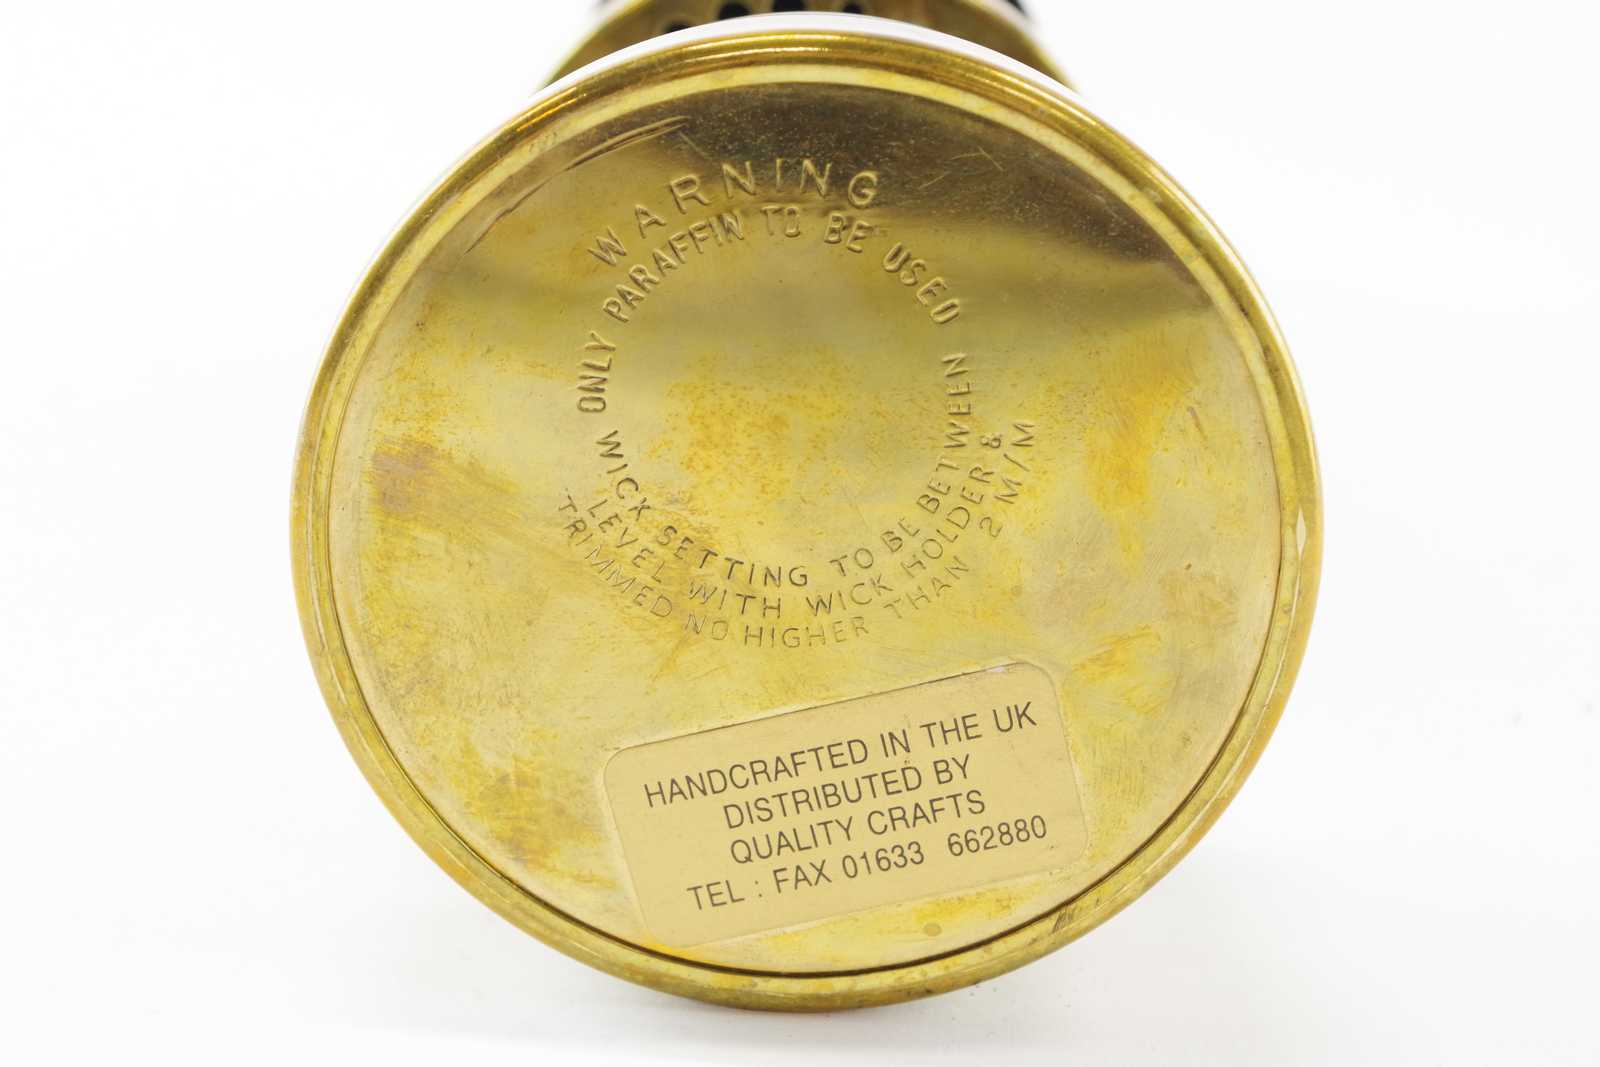 WARNING
ONLY PARAFFIN TO BE USED
WICK SETTING TO BE BETWEEN
LEVEL WITH WICK HOLDER &
TRIMMED NO HIGHER THAN 2 M/M
HANDCRAFTED IN THE UK
DISTRIBUTED BY
QUALITY CRAFTS
TEL : FAX 01633 662880